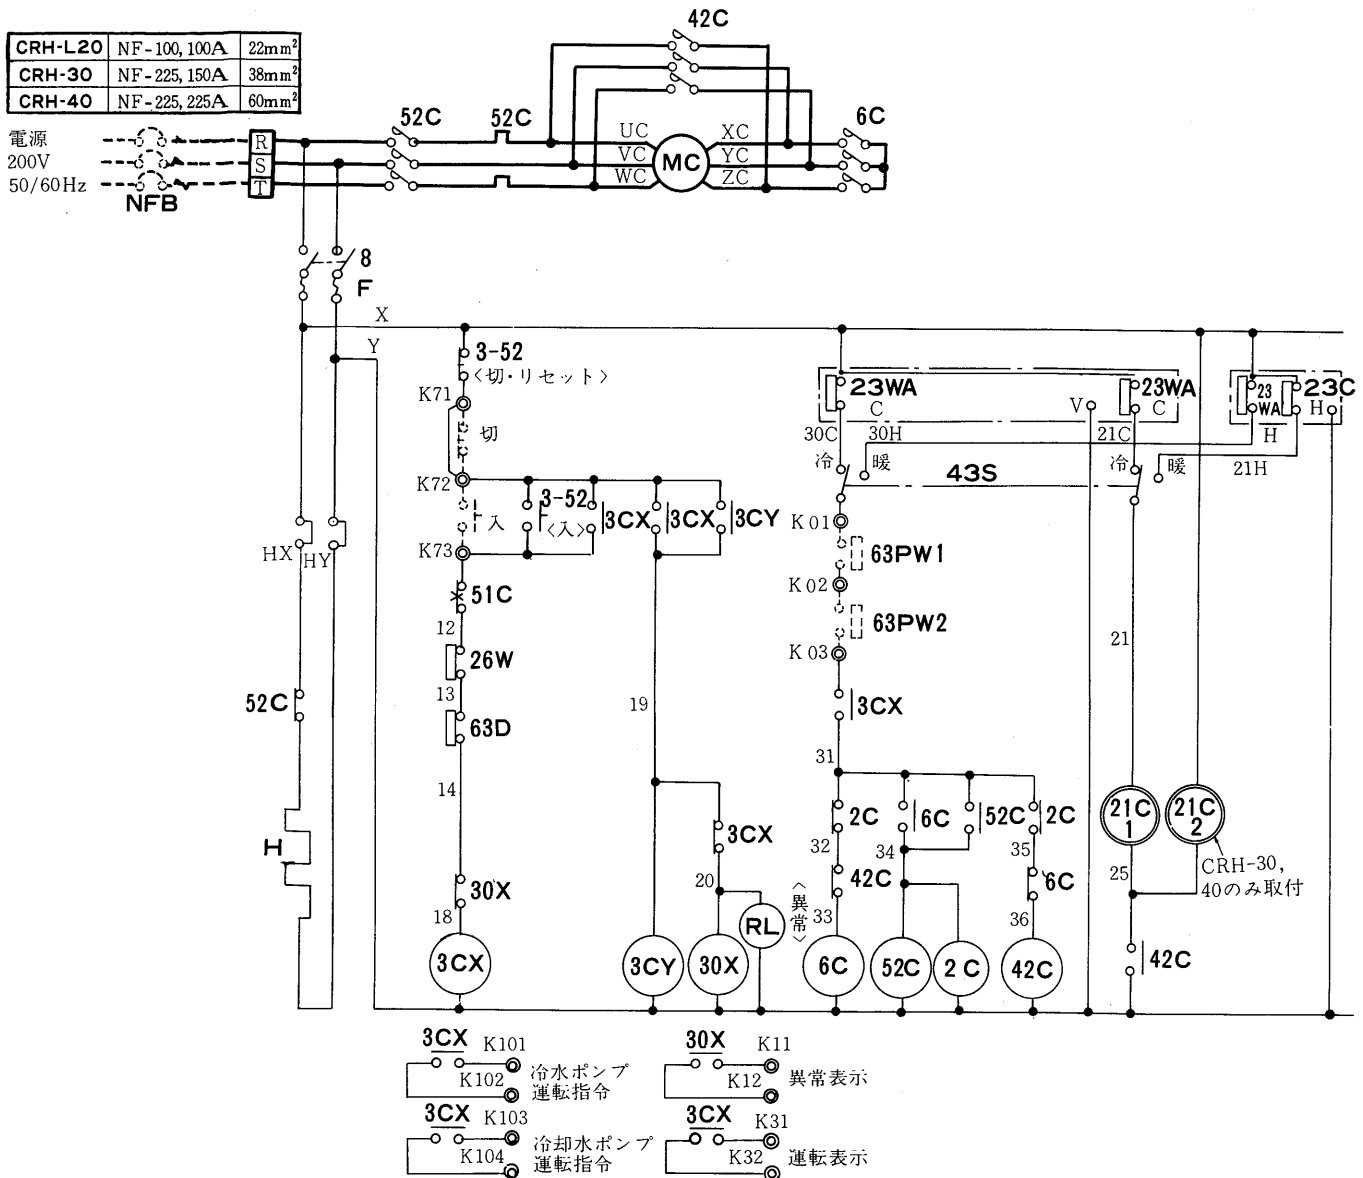 42C
CRH-L20 NF-100, 100A 22mm²
CRH-30 NF-225, 150A 38mm²
CRH-40 NF-225, 225A 60mm²
52C 52C 6C
電源
200V
50/60Hz
NFB
R
S
T
UC
VC
WC
MC
XC
YC
ZC
8
F
X
Y
3-52
〈切・リセット〉
K71
切
K72
入
K73
3-52
〈入〉
3CX 3CX 3CY
23WA
C
V
23WA
C
23
WA
H
23C
H
30C 30H 21C 21H
冷 暖 43S 冷 暖
K01
63PW1
K02
63PW2
K03
HX HY
51C
12
26W
13
63D
14
30X
18
3CX
52C
H
19
3CX
20
RL
〈異常〉
3CY 30X
3CX
31
2C 6C 52C 2C
32 34 35
42C 6C
33 36
6C 52C 2C 42C
21
21C
1
21C
2
25
CRH-30,
40のみ取付
42C
3CX K101
K102 冷水ポンプ
運転指令
30X K11
K12 異常表示
3CX K103
K104 冷却水ポンプ
運転指令
3CX K31
K32 運転表示